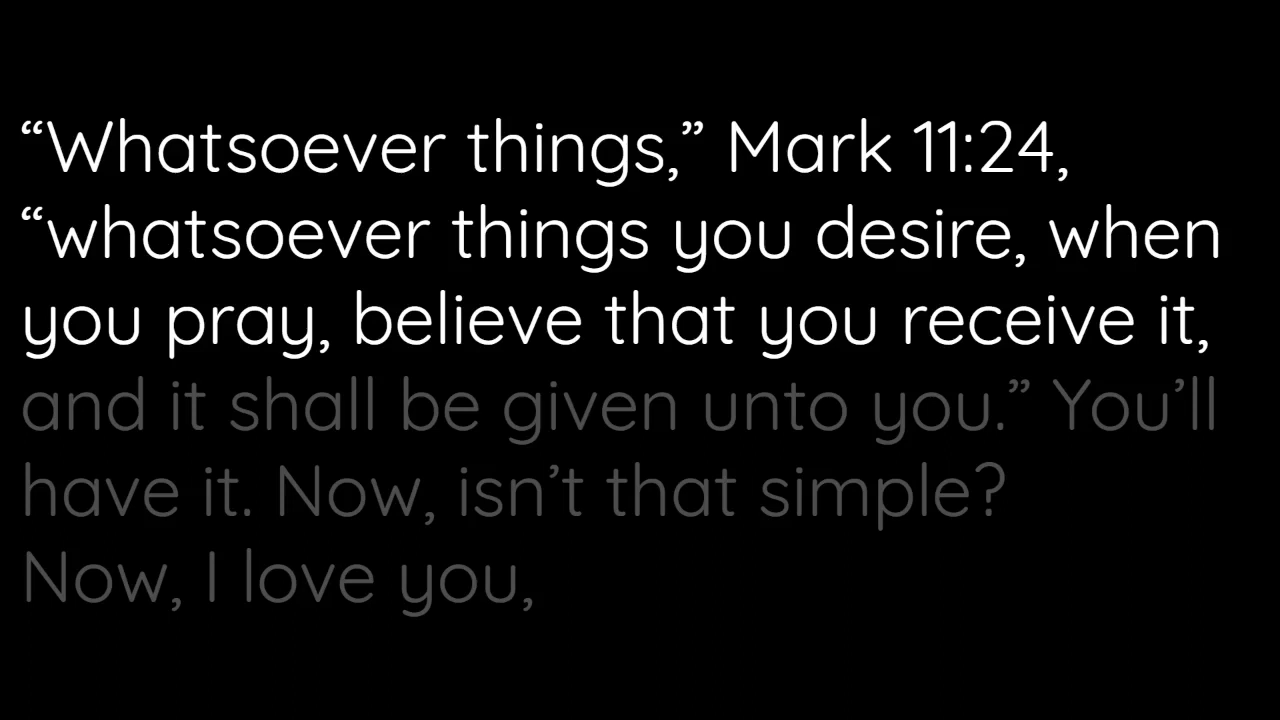 “Whatsoever things,” Mark 11:24,
“whatsoever things you desire, when
you pray, believe that you receive it,
and it shall be given unto you.” You’ll
have it. Now, isn’t that simple?
Now, I love you,